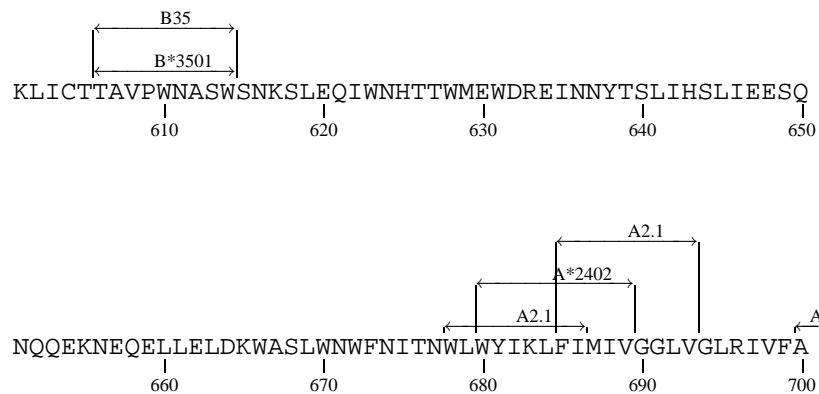 B35
B*3501
KLICTTAVPWNASWSNKSLEQIWNHTTWMEWDREINNYTSLIHSLIEESQ
610 620 630 640 650
A2.1
A*2402
A2.1 A
NQQEKNEQELLELDKWASLWNWFNITNWLWYIKLFIMIVGGLVGLRIVFA
660 670 680 690 700